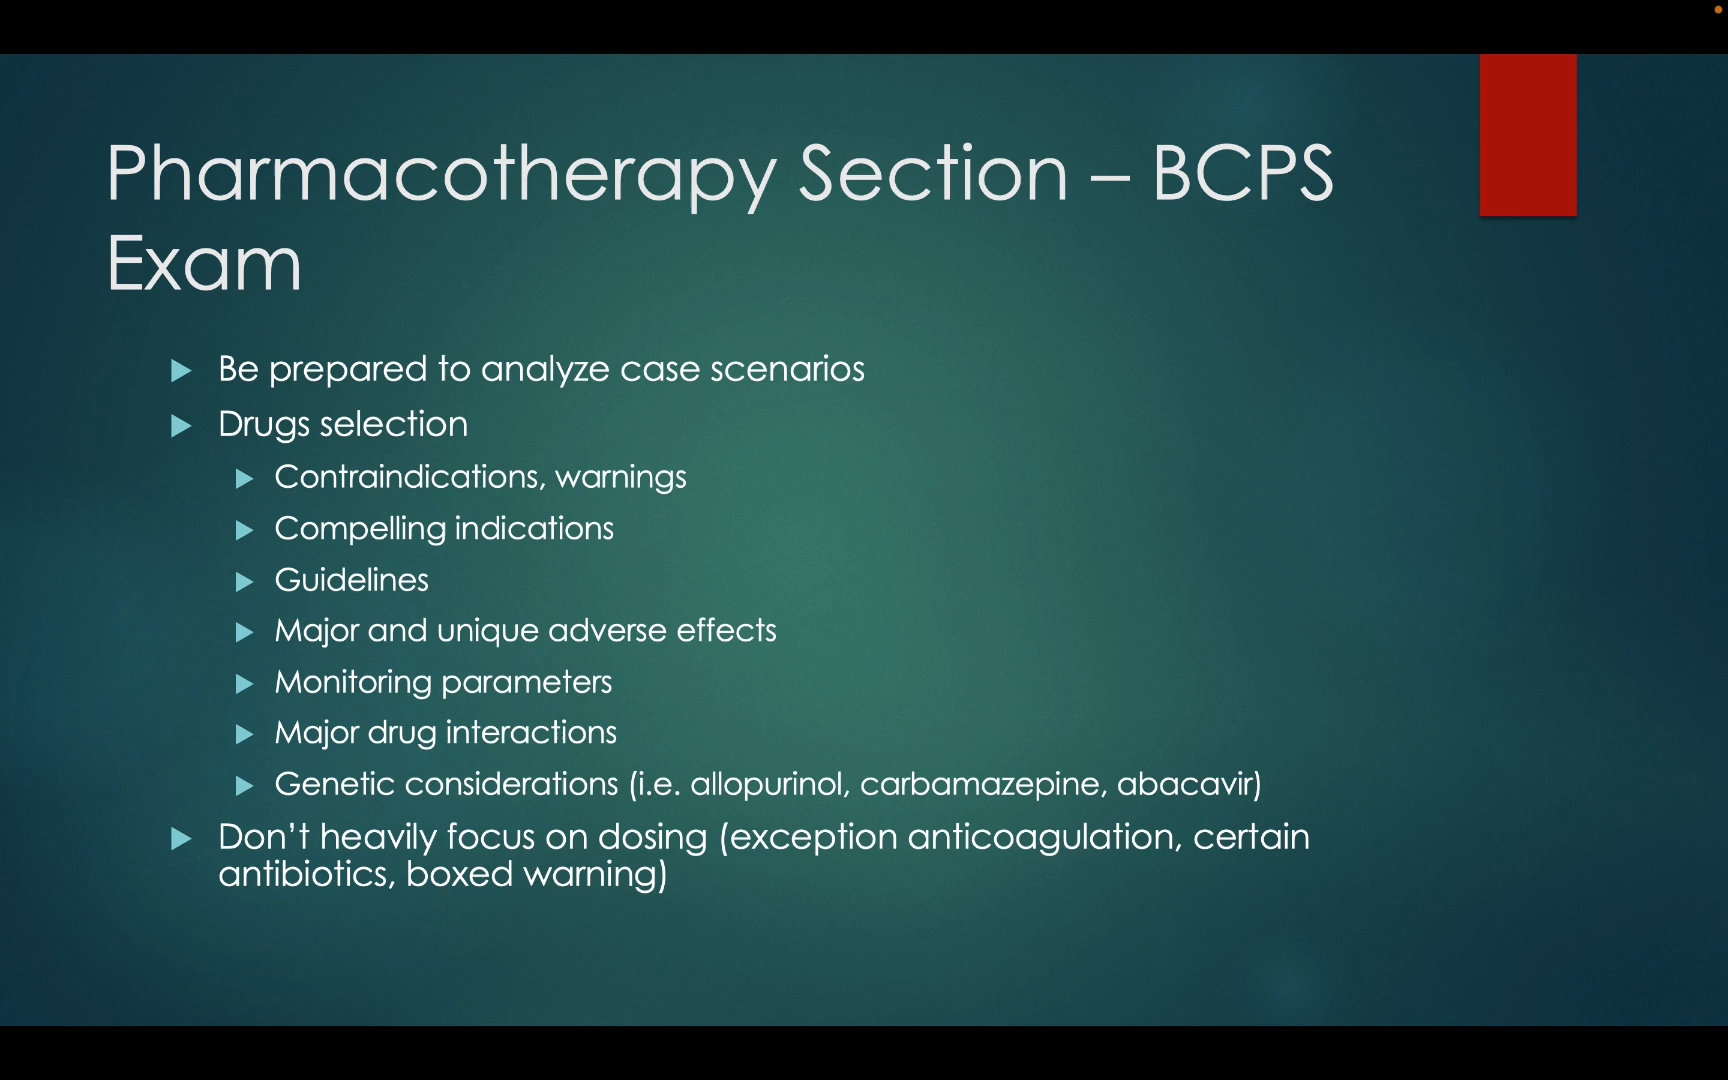 Pharmacotherapy Section – BCPS
Exam
Be prepared to analyze case scenarios
Drugs selection
Contraindications, warnings
Compelling indications
Guidelines
Major and unique adverse effects
Monitoring parameters
Major drug interactions
Genetic considerations (i.e. allopurinol, carbamazepine, abacavir)
Don’t heavily focus on dosing (exception anticoagulation, certain
antibiotics, boxed warning)